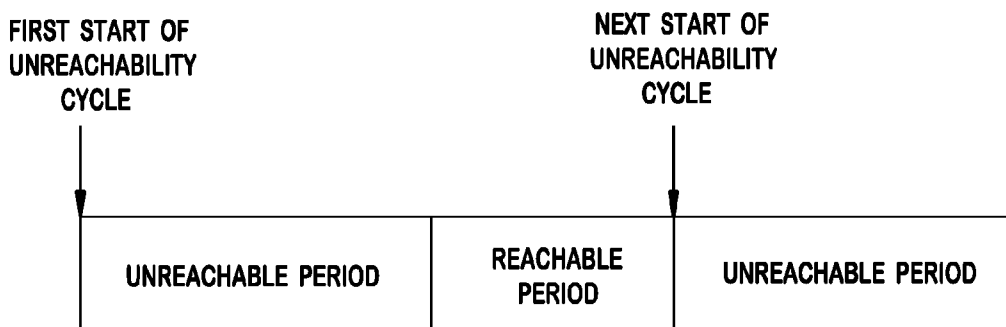 FIRST START OF
UNREACHABILITY
CYCLE
NEXT START OF
UNREACHABILITY
CYCLE
UNREACHABLE PERIOD
REACHABLE
PERIOD
UNREACHABLE PERIOD